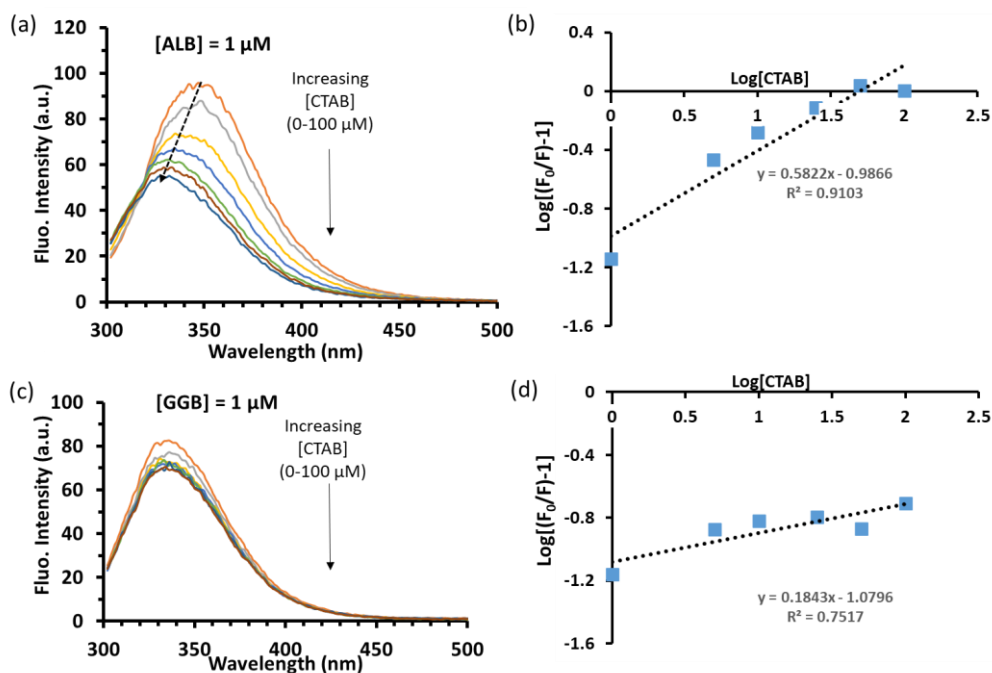 (a)
[ALB] = 1 µM
Increasing
[CTAB]
(0-100 µM)
Fluo. Intensity (a.u.)
120
100
80
60
40
20
0
300
350
400
450
500
Wavelength (nm)
(b)
Log[CTAB]
Log[(F₀/F)-1]
0.4
0
0.5
1
1.5
2
2.5
-0.4
-0.8
-1.2
-1.6
y = 0.5822x - 0.9866
R² = 0.9103
(c)
[GGB] = 1 µM
Increasing
[CTAB]
(0-100 µM)
Fluo. Intensity (a.u.)
100
80
60
40
20
0
300
350
400
450
500
Wavelength (nm)
(d)
Log[CTAB]
Log[(F₀/F)-1]
0
0
0.5
1
1.5
2
2.5
-0.4
-0.8
-1.2
-1.6
y = 0.1843x - 1.0796
R² = 0.7517